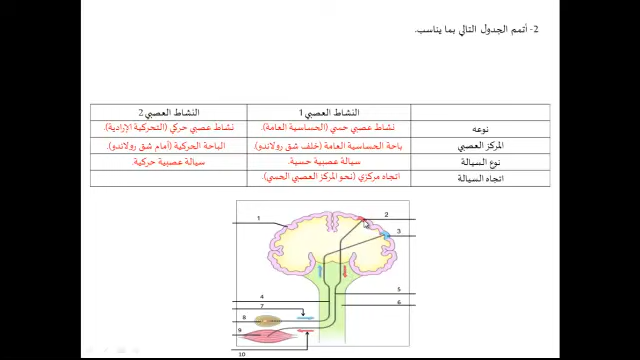 2- أتمم الجدول التالي بما يناسب.
النشاط العصبي 1 النشاط العصبي 2
نوعه نشاط عصبي حسي (الحساسية العامة). نشاط عصبي حركي (التحركية الإرادية).
المركز العصبي باحة الحساسية العامة (خلف شق رولاندو). الباحة الحركية (أمام شق رولاندو).
نوع السيالة سيالة عصبية حسية. سيالة عصبية حركية.
اتجاه السيالة اتجاه مركزي (نحو المركز العصبي الحسي).
1
2
3
4
5
6
7
8
9
10